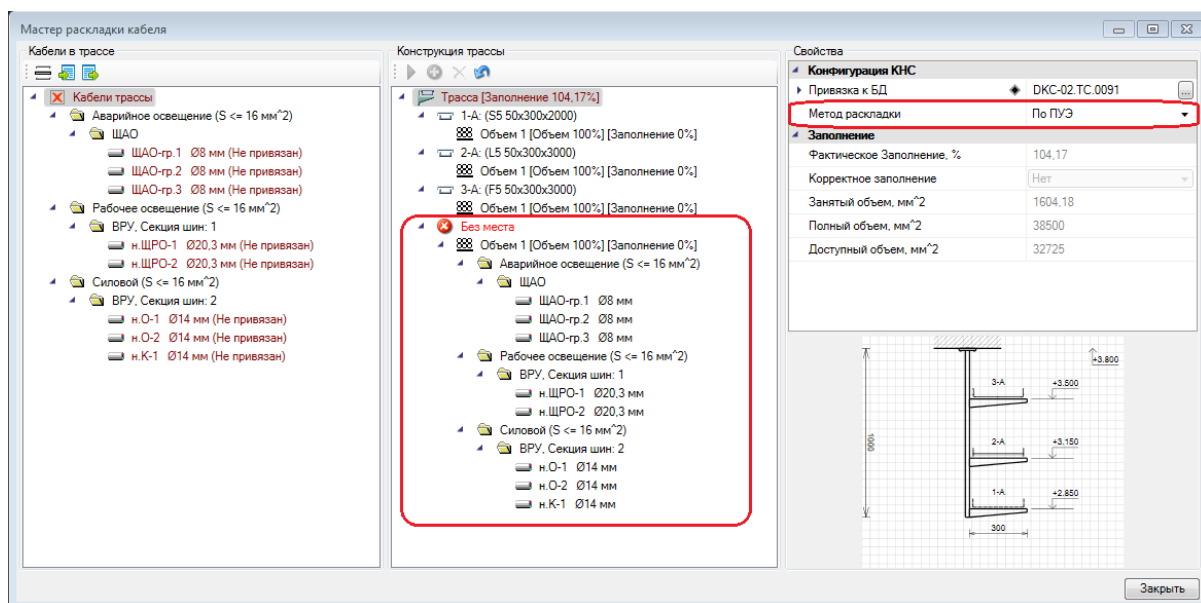 Мастер раскладки кабеля
Кабели в трассе
Кабели трассы
Аварийное освещение (S <= 16 мм^2)
ЩАО
ЩАО-гр.1 Ø8 мм (Не привязан)
ЩАО-гр.2 Ø8 мм (Не привязан)
ЩАО-гр.3 Ø8 мм (Не привязан)
Рабочее освещение (S <= 16 мм^2)
ВРУ, Секция шин: 1
н.ЩРО-1 Ø20,3 мм (Не привязан)
н.ЩРО-2 Ø20,3 мм (Не привязан)
Силовой (S <= 16 мм^2)
ВРУ, Секция шин: 2
н.О-1 Ø14 мм (Не привязан)
н.О-2 Ø14 мм (Не привязан)
н.К-1 Ø14 мм (Не привязан)
Конструкция трассы
Трасса [Заполнение 104,17%]
1-А: (S5 50x300x2000)
Объем 1 [Объем 100%] [Заполнение 0%]
2-А: (L5 50x300x3000)
Объем 1 [Объем 100%] [Заполнение 0%]
3-А: (F5 50x300x3000)
Объем 1 [Объем 100%] [Заполнение 0%]
Без места
Объем 1 [Объем 100%] [Заполнение 0%]
Аварийное освещение (S <= 16 мм^2)
ЩАО
ЩАО-гр.1 Ø8 мм
ЩАО-гр.2 Ø8 мм
ЩАО-гр.3 Ø8 мм
Рабочее освещение (S <= 16 мм^2)
ВРУ, Секция шин: 1
н.ЩРО-1 Ø20,3 мм
н.ЩРО-2 Ø20,3 мм
Силовой (S <= 16 мм^2)
ВРУ, Секция шин: 2
н.О-1 Ø14 мм
н.О-2 Ø14 мм
н.К-1 Ø14 мм
Свойства
Конфигурация КНС
Привязка к БД DKC-02.TC.0091 ...
Метод раскладки По ПУЭ
Заполнение
Фактическое Заполнение, % 104,17
Корректное заполнение Нет
Занятый объем, мм^2 1604,18
Полный объем, мм^2 38500
Доступный объем, мм^2 32725
+3.800
3-А +3.500
1000
2-А +3.150
1-А +2.850
300
Закрыть